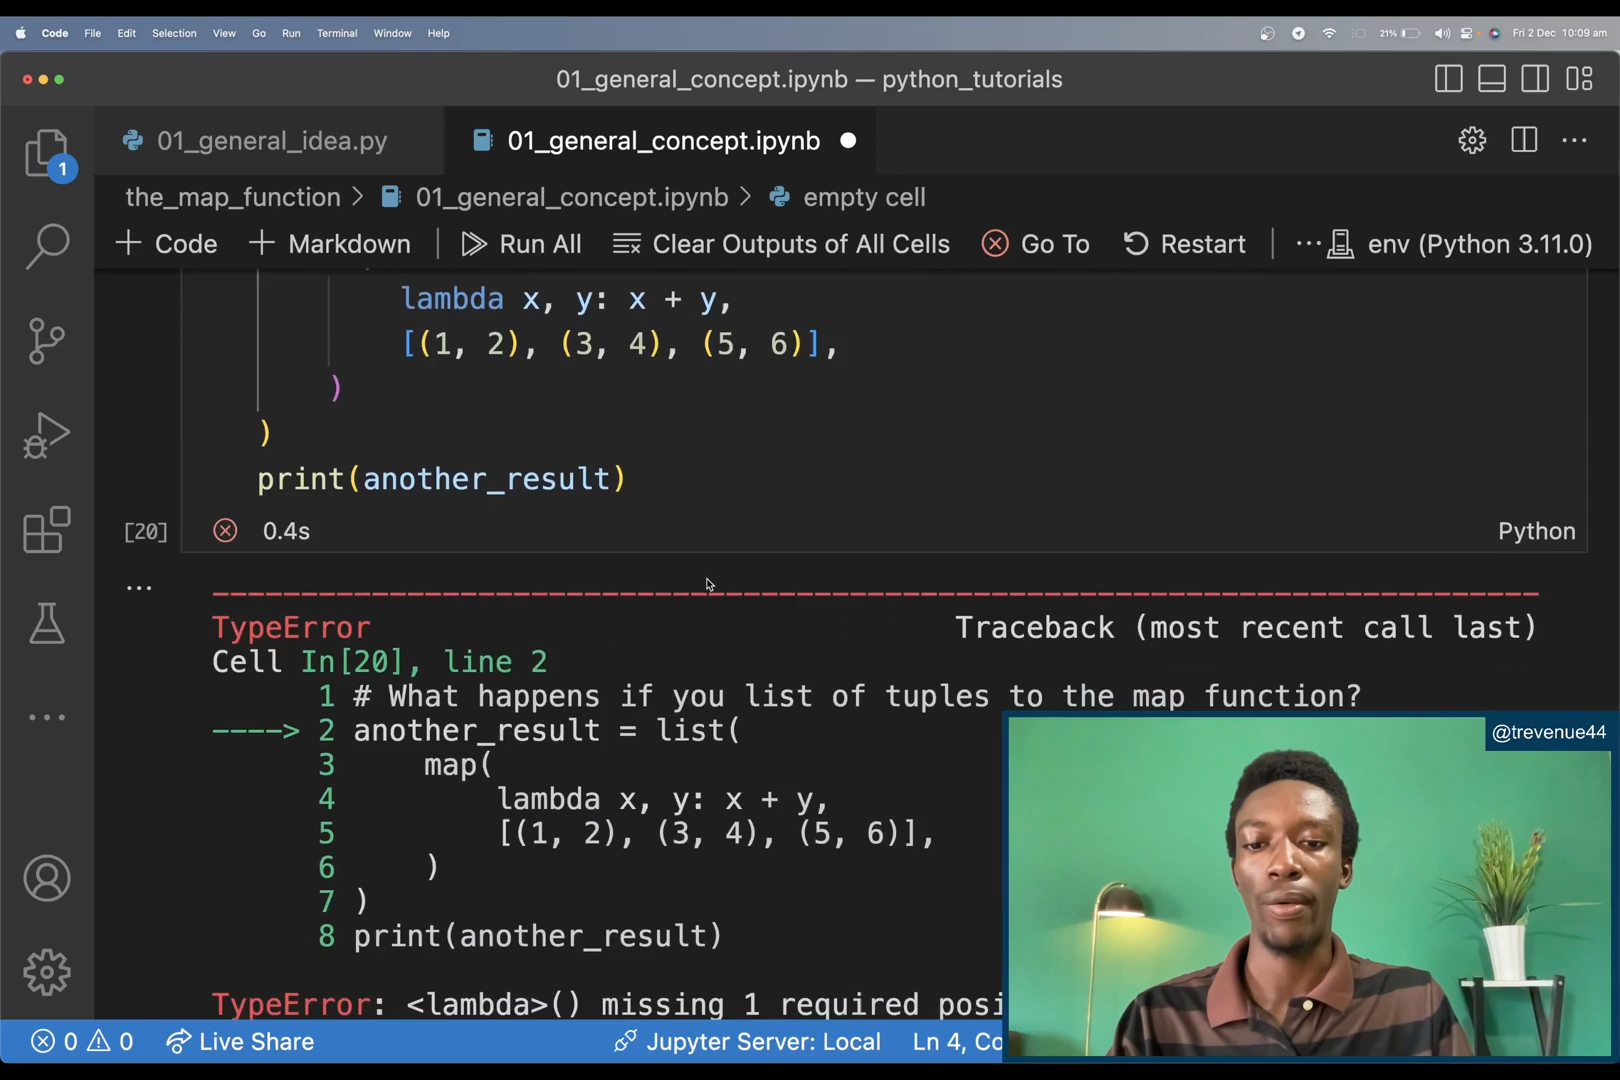 Code File Edit Selection View Go Run Terminal Window Help 21% Fri 2 Dec 10:09 am
01_general_concept.ipynb — python_tutorials
01_general_idea.py 01_general_concept.ipynb
1
the_map_function > 01_general_concept.ipynb > empty cell
+ Code + Markdown Run All Clear Outputs of All Cells Go To Restart ... env (Python 3.11.0)
lambda x, y: x + y,
[(1, 2), (3, 4), (5, 6)],
)
)
print(another_result)
[20] 0.4s Python
...
TypeError Traceback (most recent call last)
Cell In[20], line 2
1 # What happens if you list of tuples to the map function?
----> 2 another_result = list(
@trevenue44
3 map(
4 lambda x, y: x + y,
5 [(1, 2), (3, 4), (5, 6)],
6 )
7 )
8 print(another_result)
TypeError: <lambda>() missing 1 required posi
0 0 Live Share Jupyter Server: Local Ln 4, Co